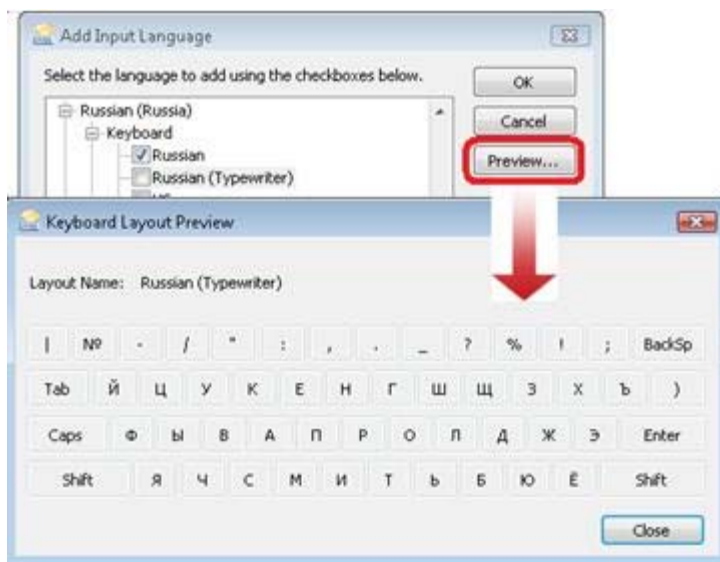 Add Input Language
Select the language to add using the checkboxes below.
OK
Russian (Russia)
Cancel
Keyboard
Russian
Preview...
Russian (Typewriter)
Keyboard Layout Preview
Layout Name: Russian (Typewriter)
| № - / " : , . _ ? % ! ; BackSp
Tab Й Ц У К Е Н Г Ш Щ З Х Ъ )
Caps Ф Ы В А П Р О Л Д Ж Э Enter
Shift Я Ч С М И Т Ь Б Ю Ё Shift
Close